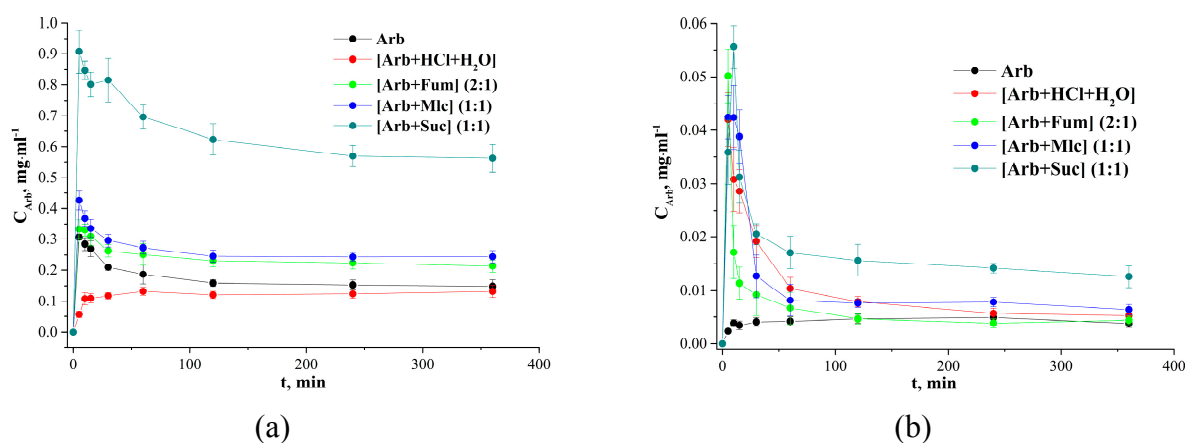 1.0
0.9
0.8
0.7
0.6
0.5
0.4
0.3
0.2
0.1
0.0
C_Arb, mg·ml⁻¹
Arb
[Arb+HCl+H₂O]
[Arb+Fum] (2:1)
[Arb+Mlc] (1:1)
[Arb+Suc] (1:1)
0 100 200 300 400
t, min
(a)
0.06
0.05
0.04
0.03
0.02
0.01
0.00
C_Arb, mg·ml⁻¹
Arb
[Arb+HCl+H₂O]
[Arb+Fum] (2:1)
[Arb+Mlc] (1:1)
[Arb+Suc] (1:1)
0 100 200 300 400
t, min
(b)